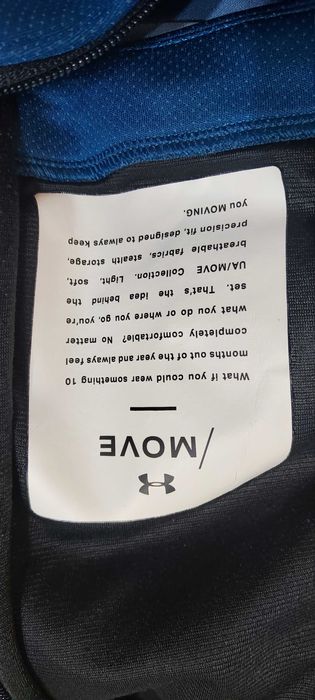 /MOVE
What if you could wear something 10
months out of the year and always feel
completely comfortable? No matter
what you do or where you go, you're
set. That's the idea behind the
UA/MOVE Collection. Light, soft,
breathable fabrics, stealth storage,
precision fit, designed to always keep
you MOVING.